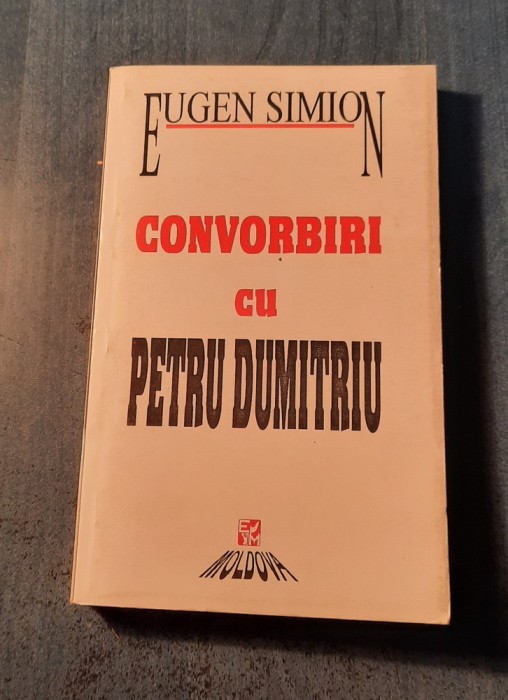 EUGEN SIMION
CONVORBIRI
CU
PETRU DUMITRIU
MOLDOVA